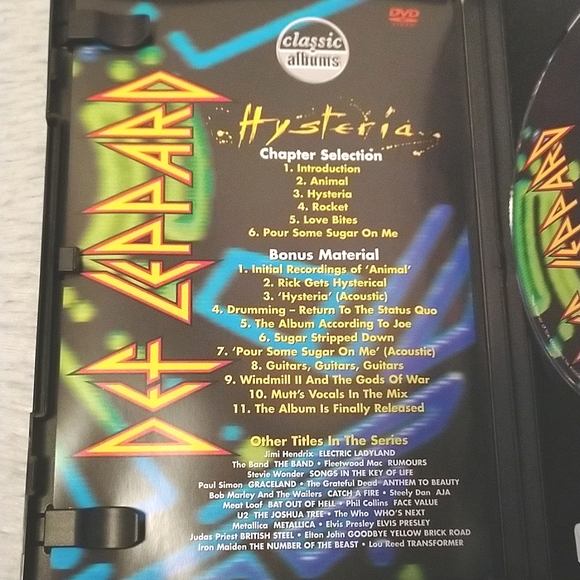 DVD
VIDEO
classic
albums
DEF LEPPARD
Hysteria
Chapter Selection
1. Introduction
2. Animal
3. Hysteria
4. Rocket
5. Love Bites
6. Pour Some Sugar On Me
Bonus Material
1. Initial Recordings of ‘Animal’
2. Rick Gets Hysterical
3. ‘Hysteria’ (Acoustic)
4. Drumming – Return To The Status Quo
5. The Album According To Joe
6. Sugar Stripped Down
7. ‘Pour Some Sugar On Me’ (Acoustic)
8. Guitars, Guitars, Guitars
9. Windmill II And The Gods Of War
10. Mutt’s Vocals In The Mix
11. The Album Is Finally Released
Other Titles In The Series
Jimi Hendrix ELECTRIC LADYLAND
The Band THE BAND • Fleetwood Mac RUMOURS
Stevie Wonder SONGS IN THE KEY OF LIFE
Paul Simon GRACELAND • The Grateful Dead ANTHEM TO BEAUTY
Bob Marley And The Wailers CATCH A FIRE • Steely Dan AJA
Meat Loaf BAT OUT OF HELL • Phil Collins FACE VALUE
U2 THE JOSHUA TREE • The Who WHO’S NEXT
Metallica METALLICA • Elvis Presley ELVIS PRESLEY
Judas Priest BRITISH STEEL • Elton John GOODBYE YELLOW BRICK ROAD
Iron Maiden THE NUMBER OF THE BEAST • Lou Reed TRANSFORMER
LEPPARD